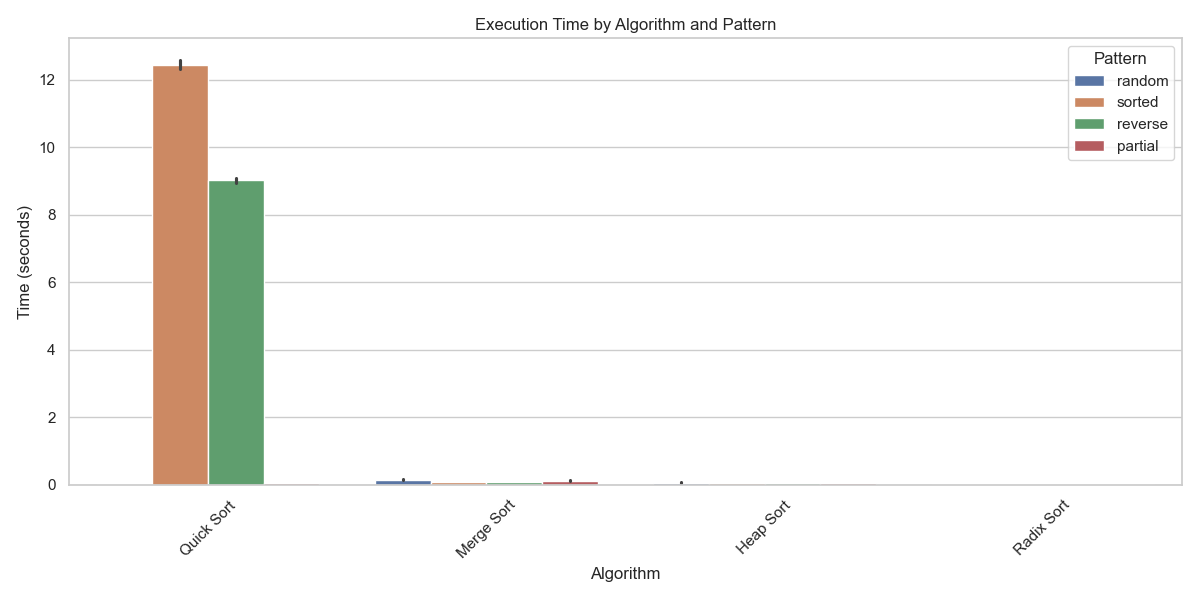 Execution Time by Algorithm and Pattern
Pattern
random
sorted
reverse
partial
12
10
8
6
4
2
0
Time (seconds)
Quick Sort
Merge Sort
Heap Sort
Radix Sort
Algorithm